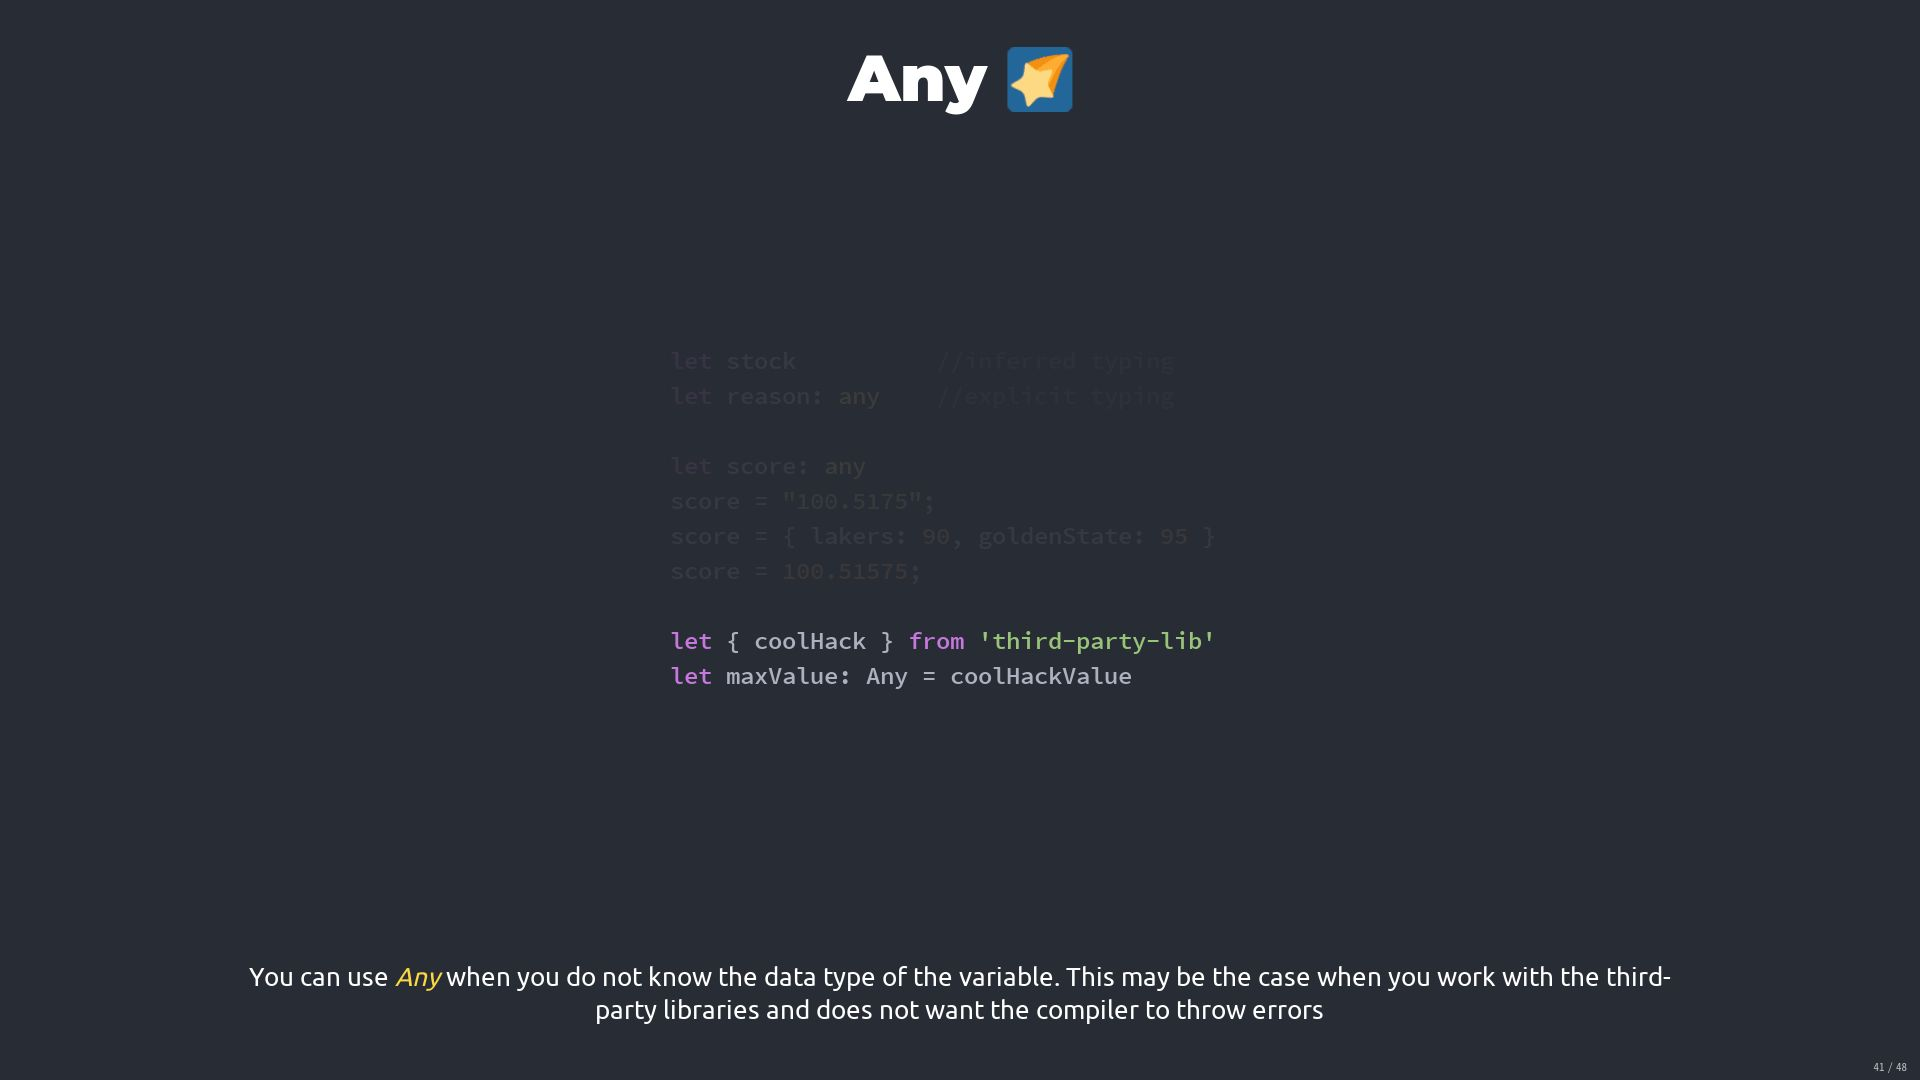 Any
let stock          //inferred typing
let reason: any    //explicit typing
let score: any
score = "100.5175";
score = { lakers: 90, goldenState: 95 }
score = 100.51575;
let { coolHack } from 'third-party-lib'
let maxValue: Any = coolHackValue
You can use Any when you do not know the data type of the variable. This may be the case when you work with the third-
party libraries and does not want the compiler to throw errors
41 / 48